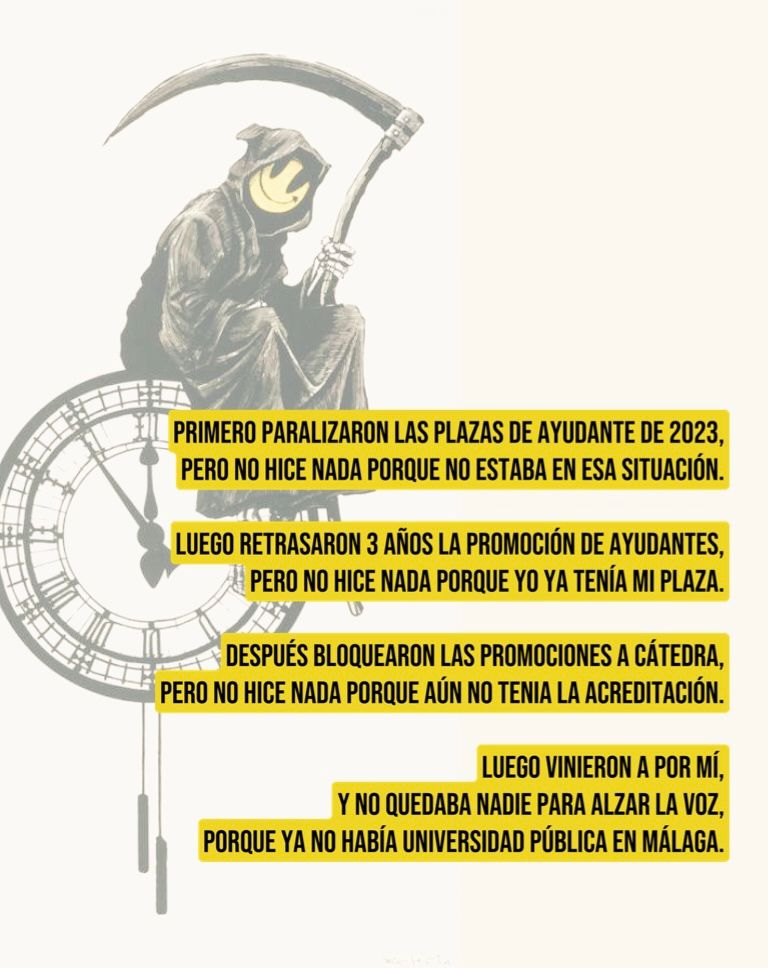 PRIMERO PARALIZARON LAS PLAZAS DE AYUDANTE DE 2023,
PERO NO HICE NADA PORQUE NO ESTABA EN ESA SITUACIÓN.
LUEGO RETRASARON 3 AÑOS LA PROMOCIÓN DE AYUDANTES,
PERO NO HICE NADA PORQUE YO YA TENÍA MI PLAZA.
DESPUÉS BLOQUEARON LAS PROMOCIONES A CÁTEDRA,
PERO NO HICE NADA PORQUE AÚN NO TENIA LA ACREDITACIÓN.
LUEGO VINIERON A POR MÍ,
Y NO QUEDABA NADIE PARA ALZAR LA VOZ,
PORQUE YA NO HABÍA UNIVERSIDAD PÚBLICA EN MÁLAGA.